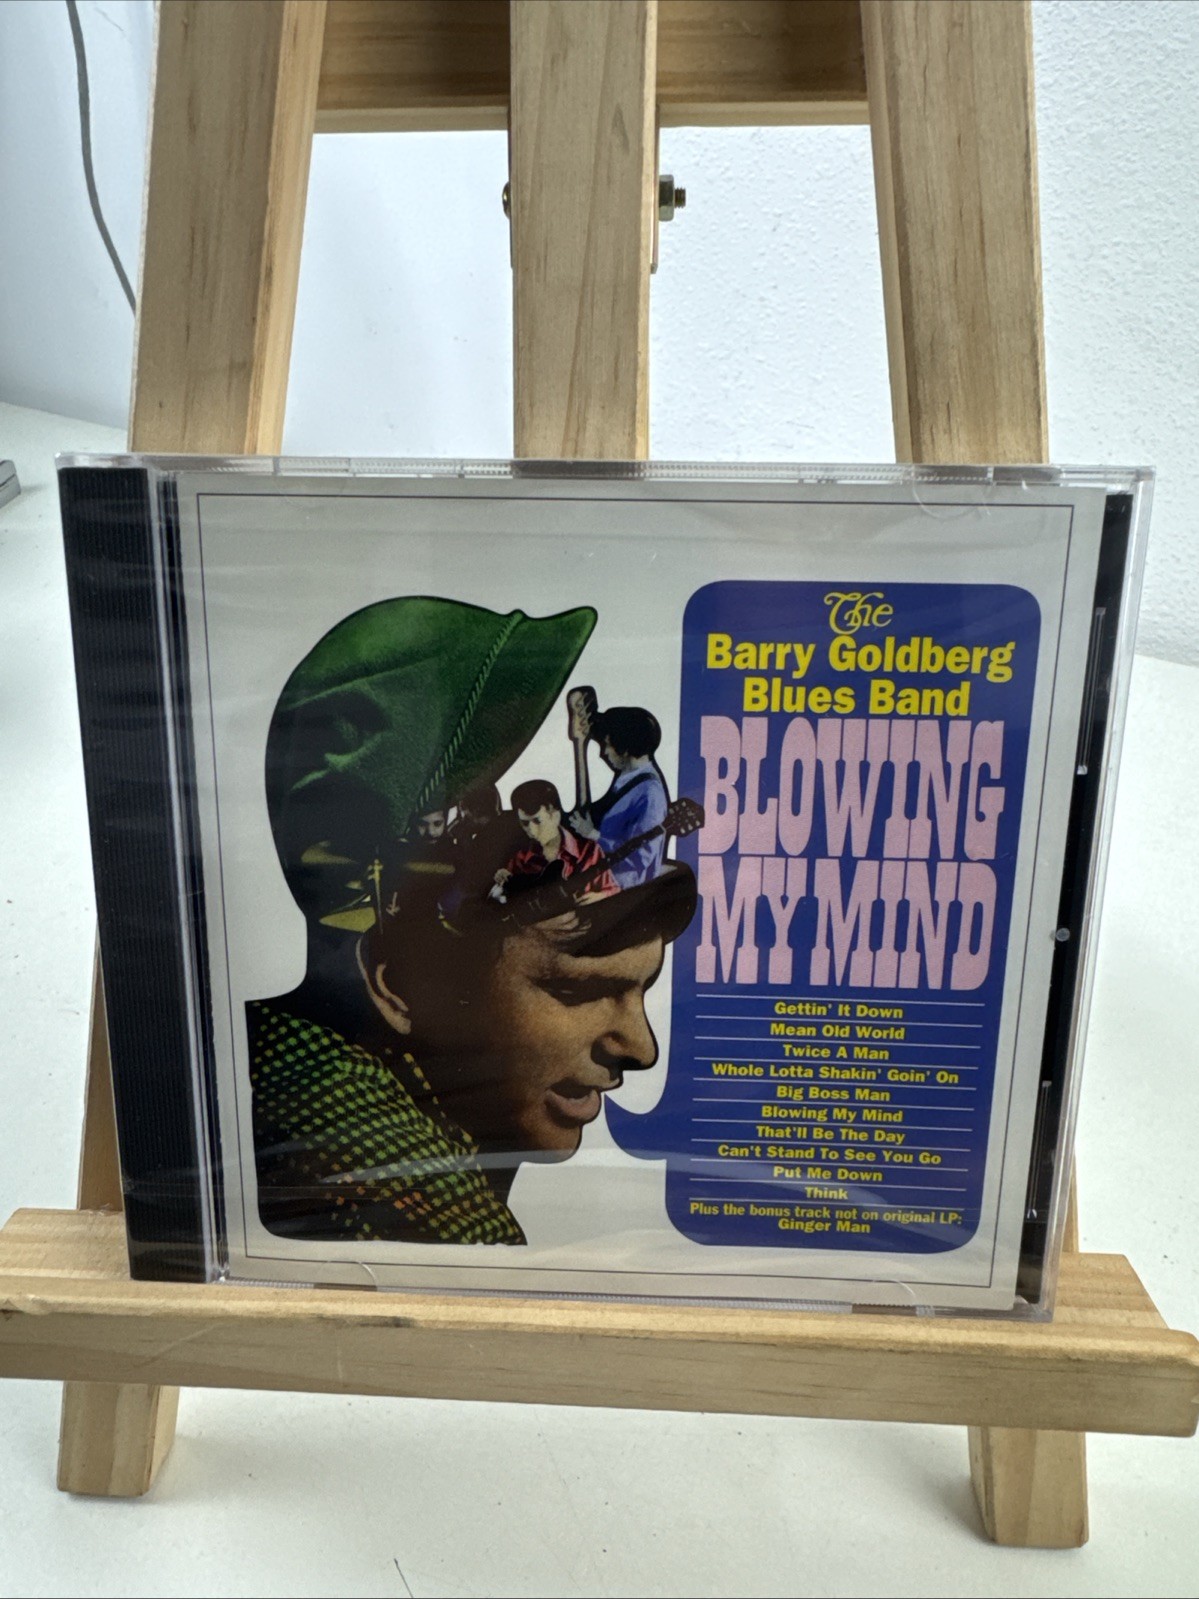 The
Barry Goldberg
Blues Band
BLOWING
MY MIND
Gettin' It Down
Mean Old World
Twice A Man
Whole Lotta Shakin' Goin' On
Big Boss Man
Blowing My Mind
That'll Be The Day
Can't Stand To See You Go
Put Me Down
Think
Plus the bonus track not on original LP:
Ginger Man